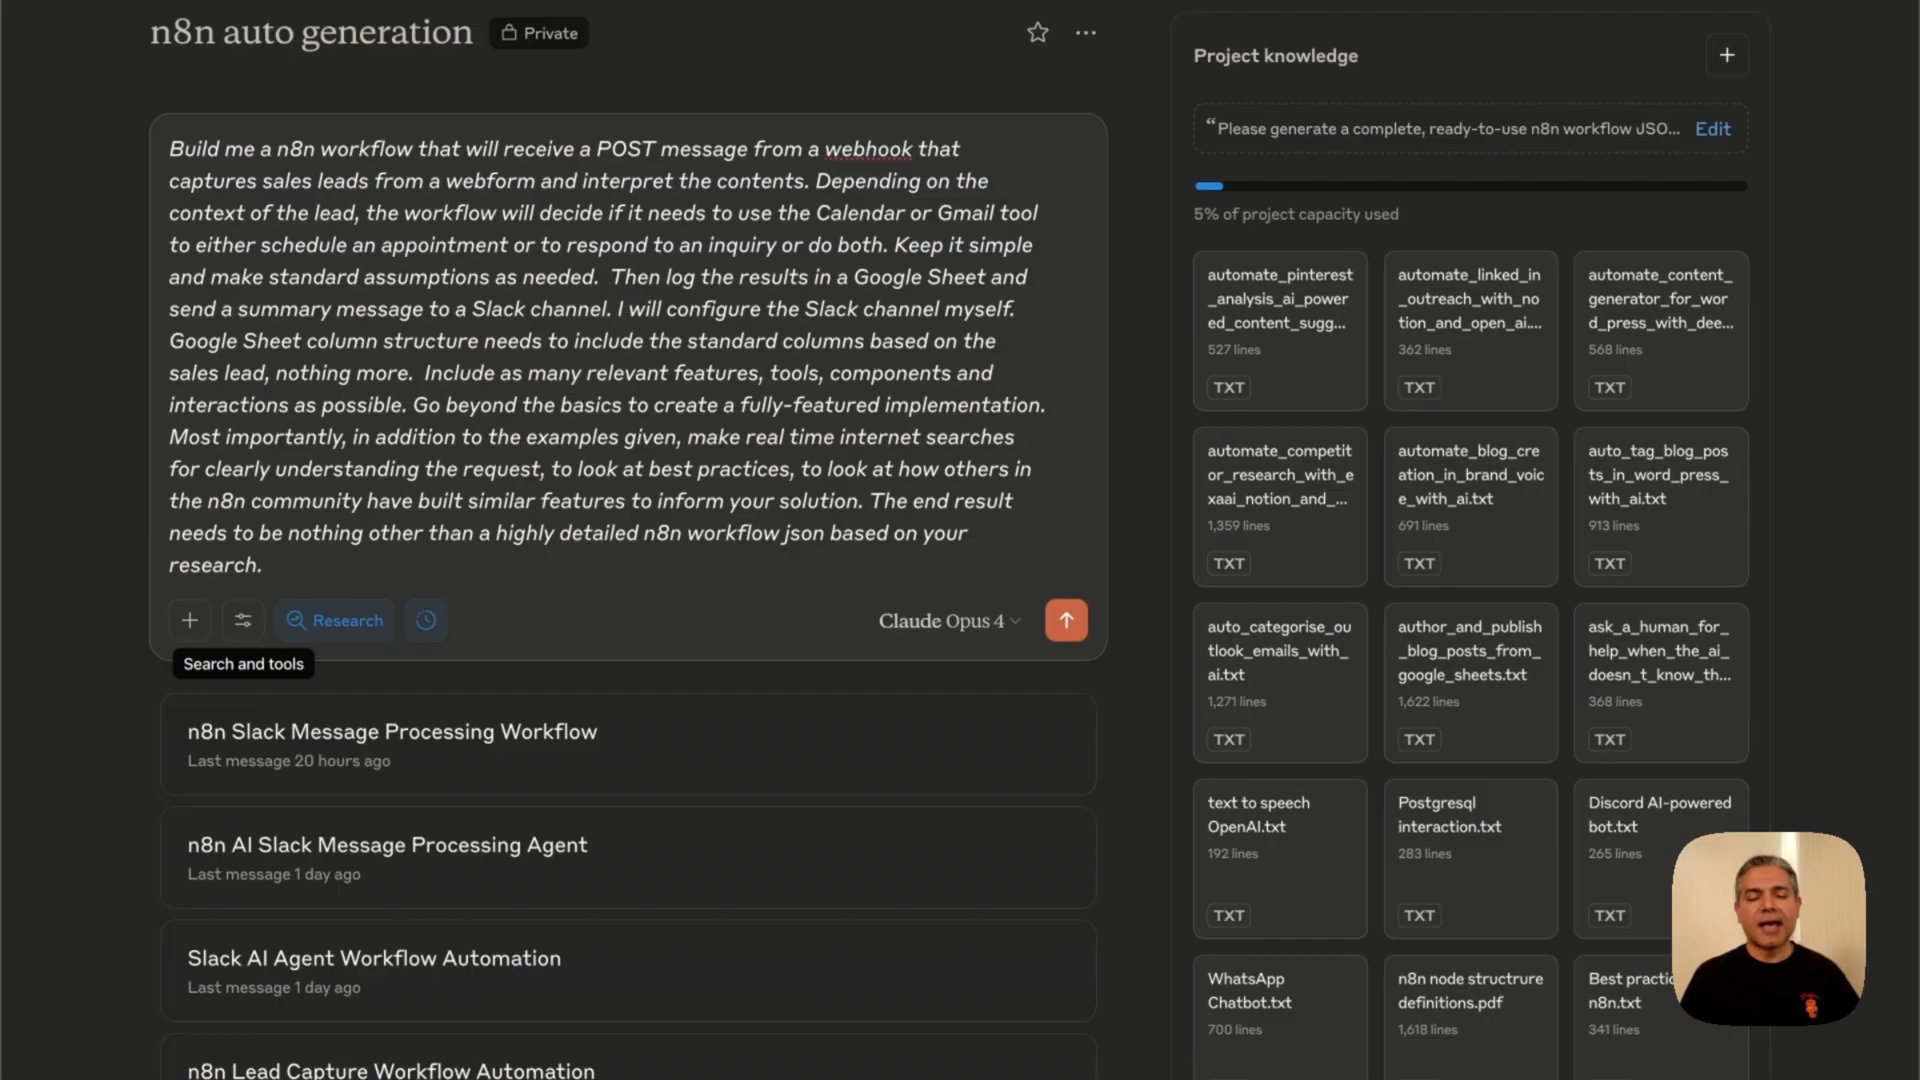 n8n auto generation
Private
Build me a n8n workflow that will receive a POST message from a webhook that
captures sales leads from a webform and interpret the contents. Depending on the
context of the lead, the workflow will decide if it needs to use the Calendar or Gmail tool
to either schedule an appointment or to respond to an inquiry or do both. Keep it simple
and make standard assumptions as needed.  Then log the results in a Google Sheet and
send a summary message to a Slack channel. I will configure the Slack channel myself.
Google Sheet column structure needs to include the standard columns based on the
sales lead, nothing more.  Include as many relevant features, tools, components and
interactions as possible. Go beyond the basics to create a fully-featured implementation.
Most importantly, in addition to the examples given, make real time internet searches
for clearly understanding the request, to look at best practices, to look at how others in
the n8n community have built similar features to inform your solution. The end result
needs to be nothing other than a highly detailed n8n workflow json based on your
research.
Research
Claude Opus 4
Search and tools
n8n Slack Message Processing Workflow
Last message 20 hours ago
n8n AI Slack Message Processing Agent
Last message 1 day ago
Slack AI Agent Workflow Automation
Last message 1 day ago
n8n Lead Capture Workflow Automation
Project knowledge
“Please generate a complete, ready-to-use n8n workflow JSO...
Edit
5% of project capacity used
automate_pinterest
_analysis_ai_power
ed_content_sugg...
527 lines
TXT
automate_linked_in
_outreach_with_no
tion_and_open_ai....
362 lines
TXT
automate_content_
generator_for_wor
d_press_with_dee...
568 lines
TXT
automate_competit
or_research_with_e
xaai_notion_and_...
1,359 lines
TXT
automate_blog_cre
ation_in_brand_voic
e_with_ai.txt
691 lines
TXT
auto_tag_blog_pos
ts_in_word_press_
with_ai.txt
913 lines
TXT
auto_categorise_ou
tlook_emails_with_
ai.txt
1,271 lines
TXT
author_and_publish
_blog_posts_from_
google_sheets.txt
1,622 lines
TXT
ask_a_human_for_
help_when_the_ai_
doesn_t_know_th...
368 lines
TXT
text to speech
OpenAI.txt
192 lines
TXT
Postgresql
interaction.txt
283 lines
TXT
Discord AI-powered
bot.txt
265 lines
TXT
WhatsApp
Chatbot.txt
700 lines
n8n node structrure
definitions.pdf
1,618 lines
Best practic
n8n.txt
341 lines